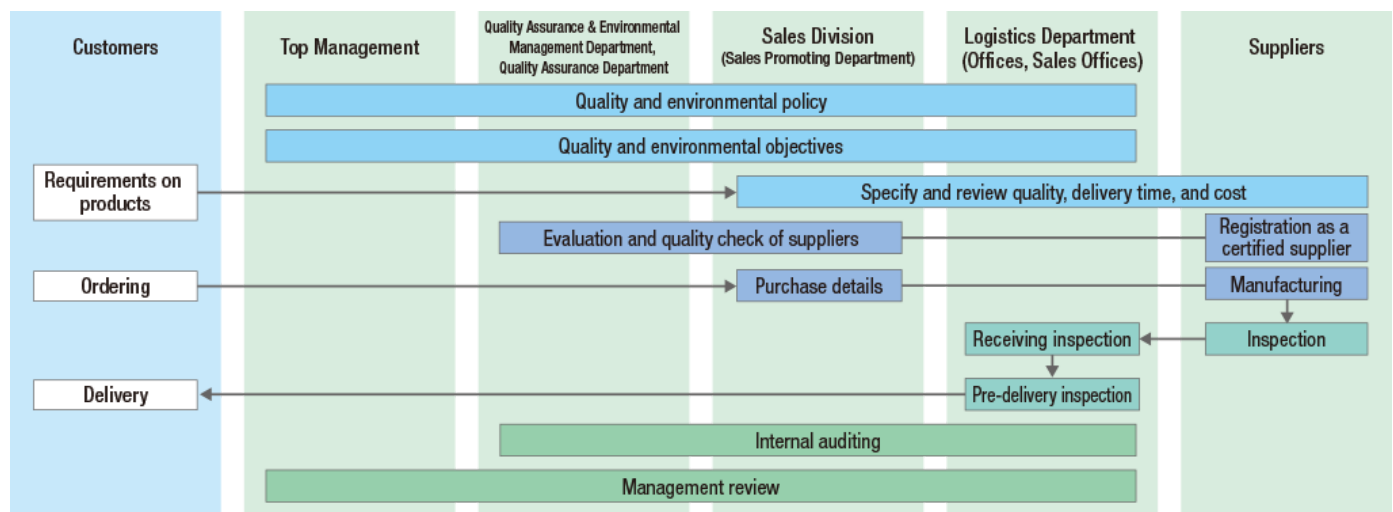 Customers
Top Management
Quality Assurance & Environmental
Management Department,
Quality Assurance Department
Sales Division
(Sales Promoting Department)
Logistics Department
(Offices, Sales Offices)
Suppliers
Quality and environmental policy
Quality and environmental objectives
Requirements on
products
Specify and review quality, delivery time, and cost
Evaluation and quality check of suppliers
Registration as a
certified supplier
Ordering
Purchase details
Manufacturing
Receiving inspection
Inspection
Delivery
Pre-delivery inspection
Internal auditing
Management review